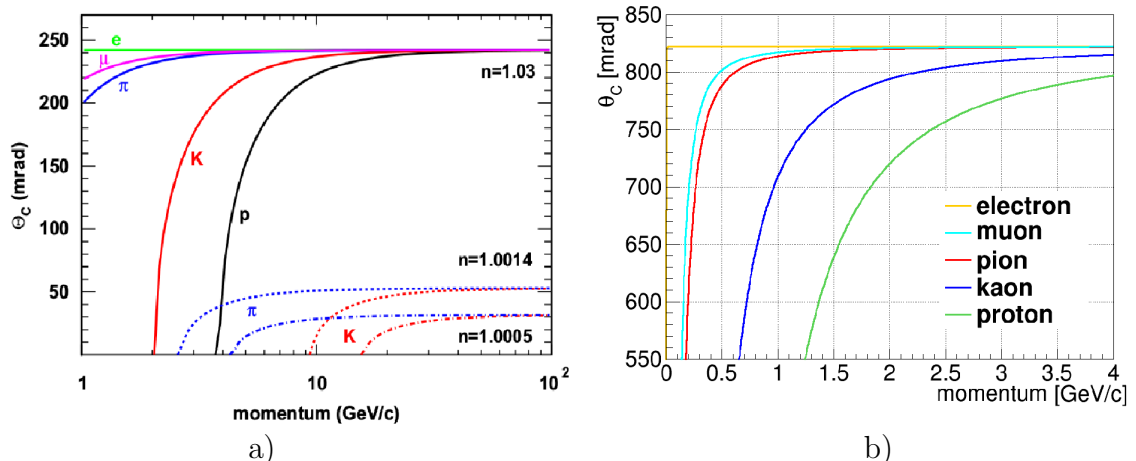 250
200
150
100
50
Θ_C (mrad)
e
μ
π
n=1.03
K
p
n=1.0014
π
K
n=1.0005
1
10
10²
momentum (GeV/c)
a)
850
800
750
700
650
600
550
θ_C [mrad]
electron
muon
pion
kaon
proton
0 0.5 1 1.5 2 2.5 3 3.5 4
momentum [GeV/c]
b)